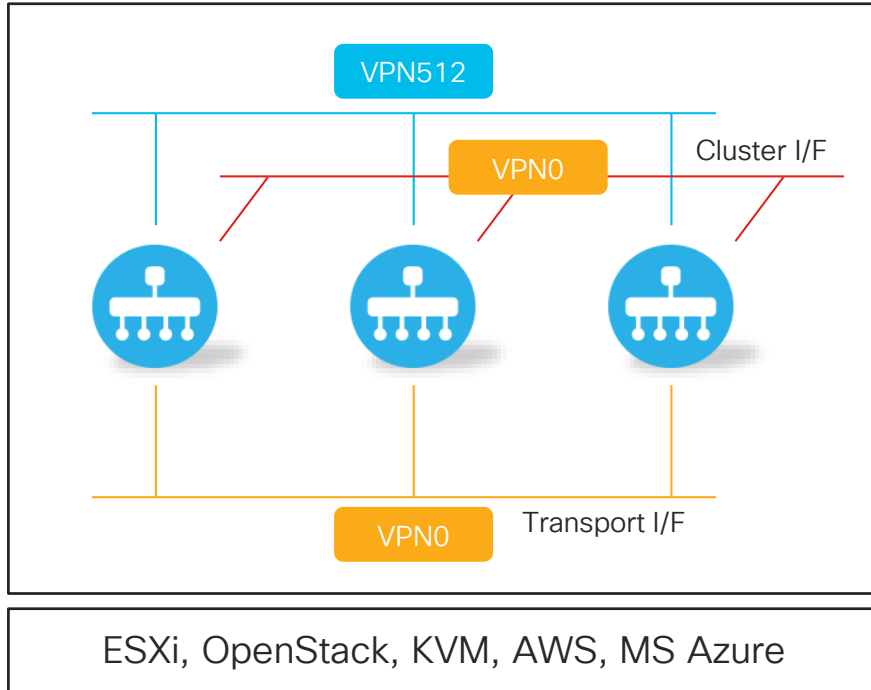 VPN512
Cluster I/F
VPN0
Transport I/F
VPN0
ESXi, OpenStack, KVM, AWS, MS Azure